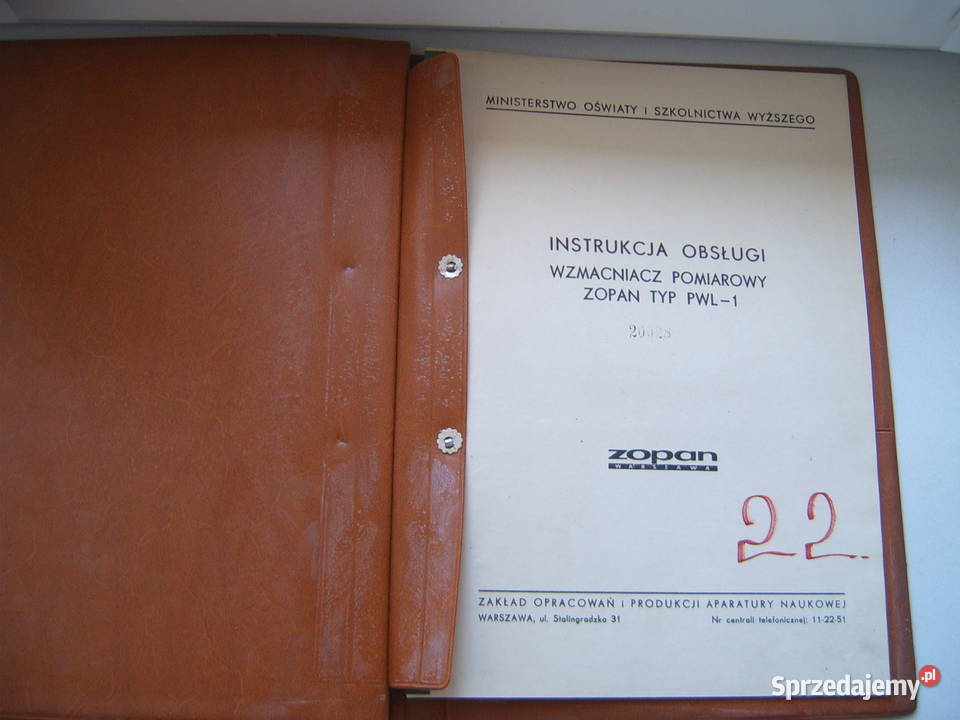 MINISTERSTWO OŚWIATY i SZKOLNICTWA WYŻSZEGO
INSTRUKCJA OBSŁUGI
WZMACNIACZ POMIAROWY
ZOPAN TYP PWL-1
20028
zopan
WARSZAWA
22.
ZAKŁAD OPRACOWAŃ i PRODUKCJI APARATURY NAUKOWEJ
WARSZAWA, ul. Stalingradzka 31 Nr centrali telefonicznej: 11-22-51
Sprzedajemy.pl